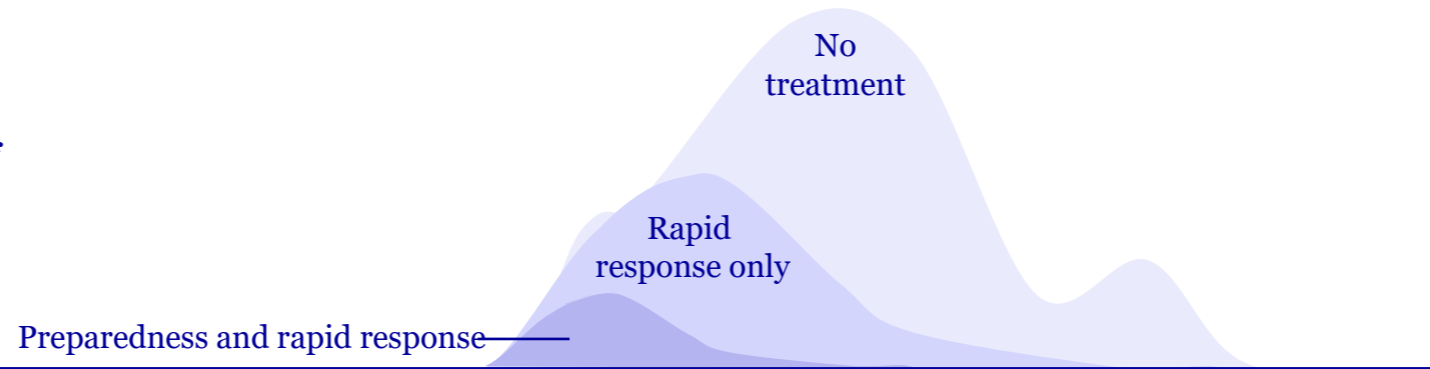 No
treatment
Rapid
response only
Preparedness and rapid response